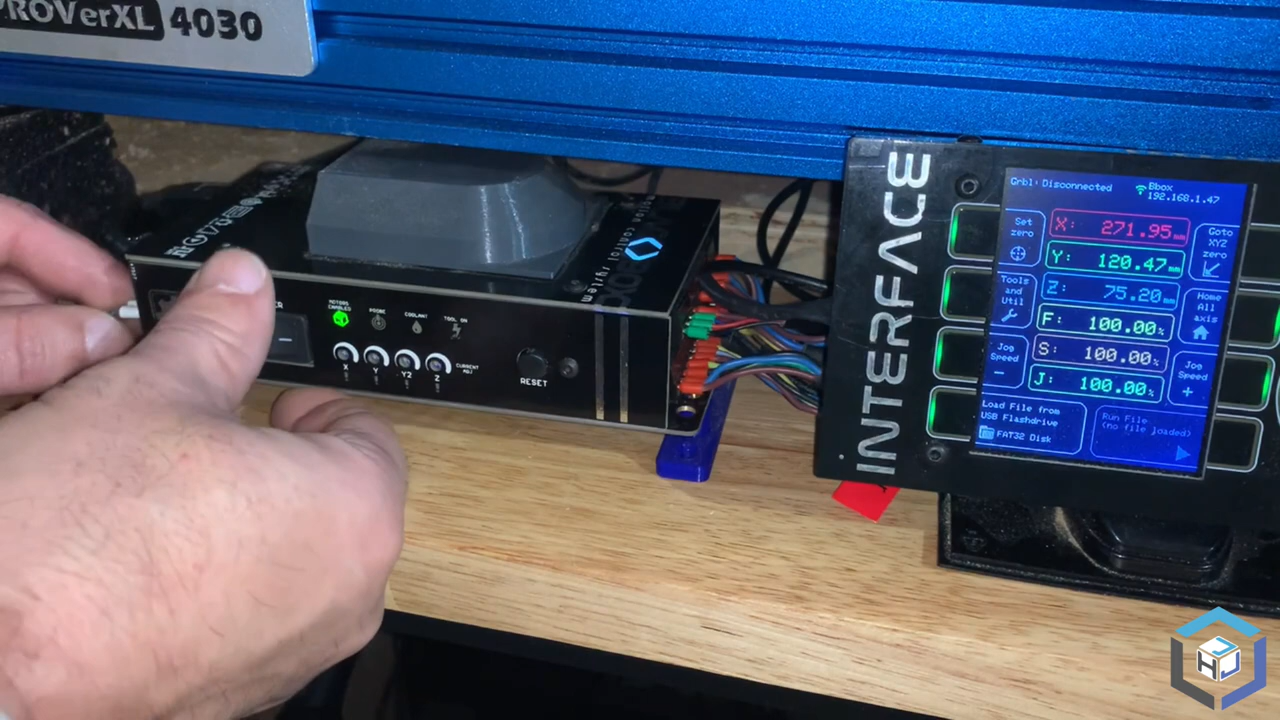 PROVerXL 4030
control system
MOTORS
ENABLED
PROBE
COOLANT
TOOL ON
X
Y
Y2
Z
CURRENT
ADJ
RESET
INTERFACE
Grbl: Disconnected
Bbox
192.168.1.47
Set
zero
X: 271.95 mm
Goto
XYZ
zero
Y: 120.47 mm
Tools
and
Util
Z: 75.20 mm
Home
All
axis
F: 100.00%
Jog
Speed
-
S: 100.00%
Jog
Speed
+
J: 100.00%
Load File from
USB Flashdrive
FAT32 Disk
Run File
(no file loaded)
HJ